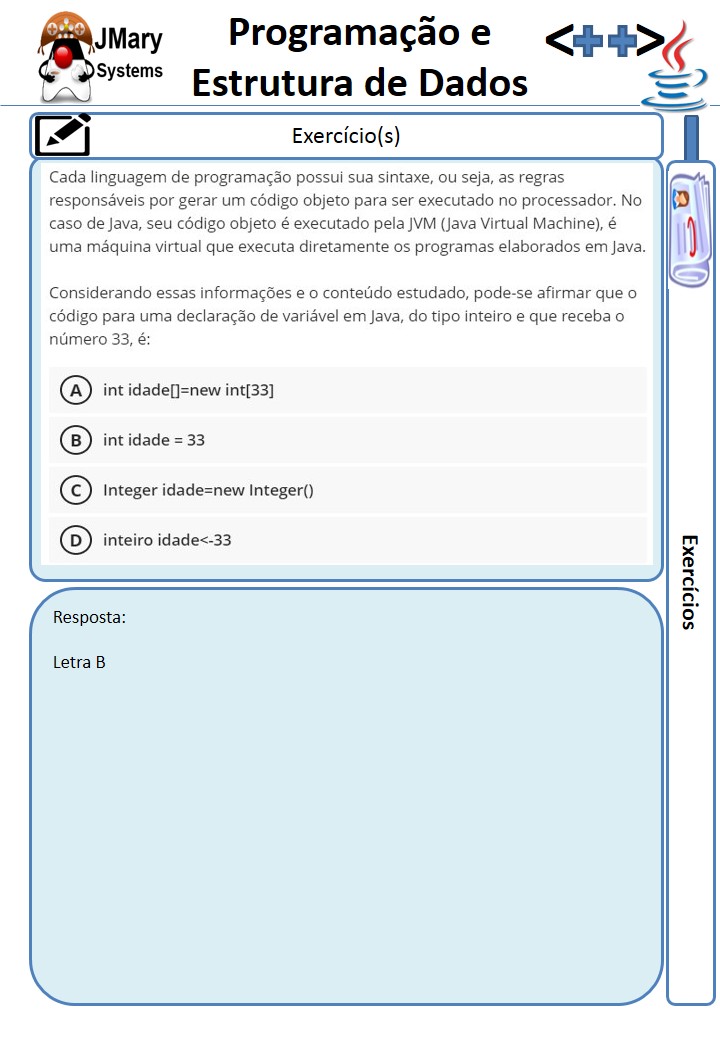 JMary
Systems
Programação e
Estrutura de Dados
<++>
Exercício(s)
Cada linguagem de programação possui sua sintaxe, ou seja, as regras
responsáveis por gerar um código objeto para ser executado no processador. No
caso de Java, seu código objeto é executado pela JVM (Java Virtual Machine), é
uma máquina virtual que executa diretamente os programas elaborados em Java.
Considerando essas informações e o conteúdo estudado, pode-se afirmar que o
código para uma declaração de variável em Java, do tipo inteiro e que receba o
número 33, é:
A int idade[]=new int[33]
B int idade = 33
C Integer idade=new Integer()
D inteiro idade<-33
Resposta:
Letra B
Exercícios